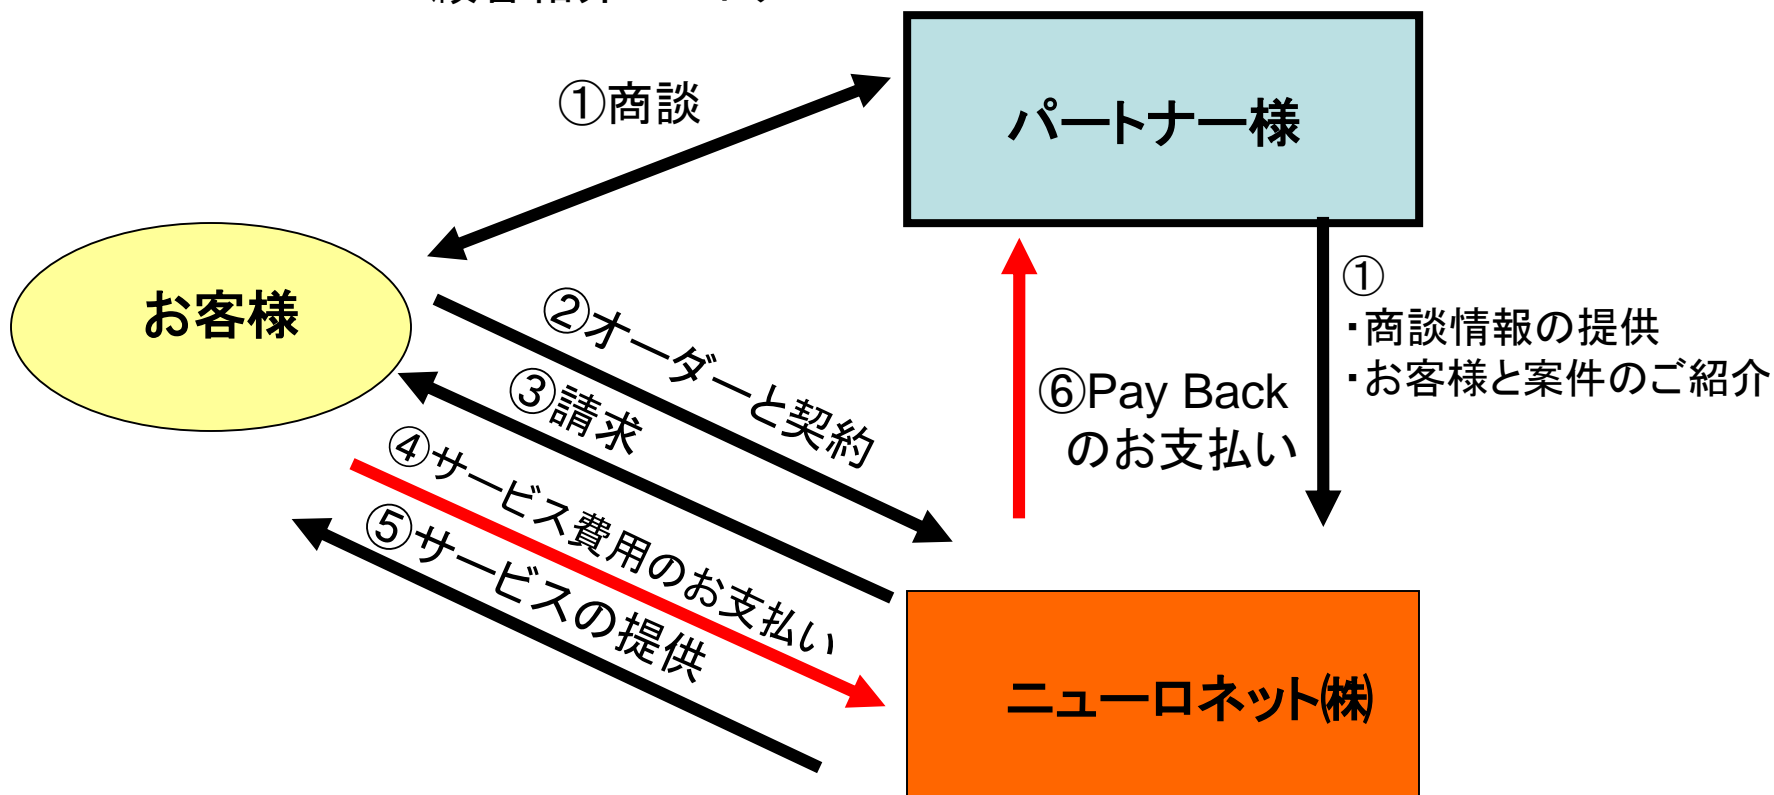 ①商談
パートナー様
お客様
②オーダーと契約
③請求
④サービス費用のお支払い
⑤サービスの提供
⑥Pay Back
のお支払い
①
・商談情報の提供
・お客様と案件のご紹介
ニューロネット㈱